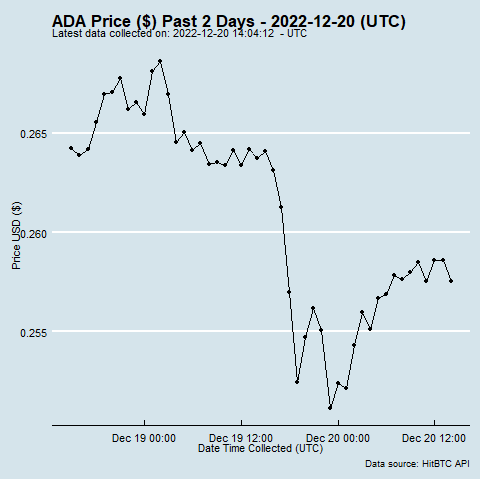 ADA Price ($) Past 2 Days - 2022-12-20 (UTC)
Latest data collected on: 2022-12-20 14:04:12 - UTC
Price USD ($)
0.265
0.260
0.255
Dec 19 00:00 Dec 19 12:00 Dec 20 00:00 Dec 20 12:00
Date Time Collected (UTC)
Data source: HitBTC API